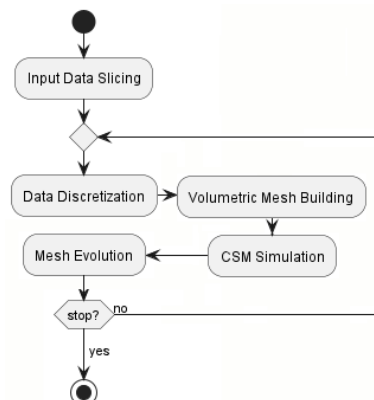 Input Data Slicing
Data Discretization
Volumetric Mesh Building
CSM Simulation
Mesh Evolution
stop?
no
yes